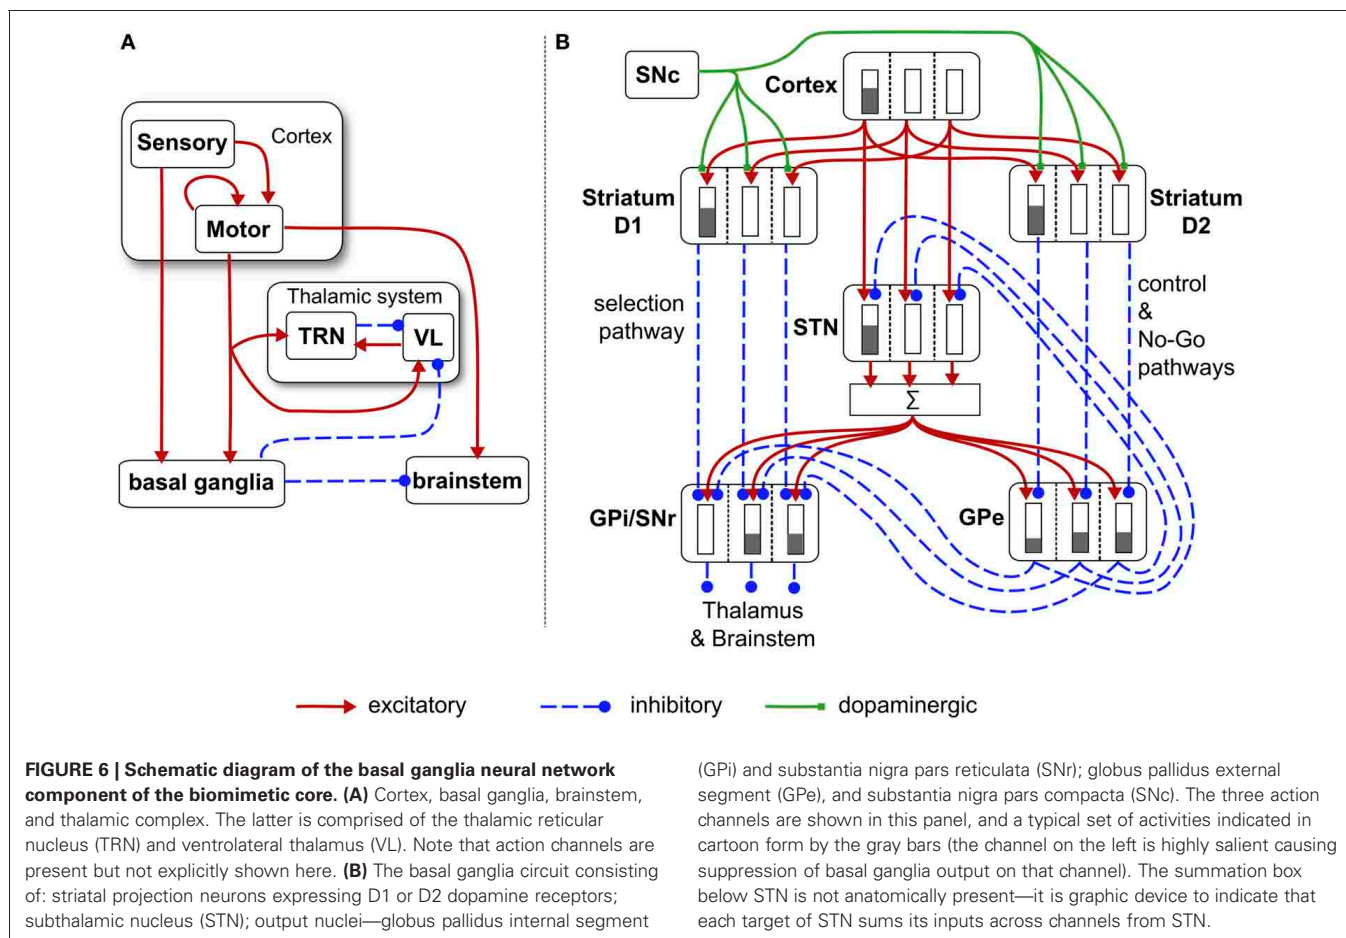 A
Sensory
Cortex
Motor
Thalamic system
TRN
VL
basal ganglia
brainstem
B
SNc
Cortex
Striatum
D1
Striatum
D2
selection
pathway
STN
control
&
No-Go
pathways
Σ
GPi/SNr
GPe
Thalamus
& Brainstem
excitatory
inhibitory
dopaminergic
FIGURE 6 | Schematic diagram of the basal ganglia neural network
component of the biomimetic core. (A) Cortex, basal ganglia, brainstem,
and thalamic complex. The latter is comprised of the thalamic reticular
nucleus (TRN) and ventrolateral thalamus (VL). Note that action channels are
present but not explicitly shown here. (B) The basal ganglia circuit consisting
of: striatal projection neurons expressing D1 or D2 dopamine receptors;
subthalamic nucleus (STN); output nuclei—globus pallidus internal segment
(GPi) and substantia nigra pars reticulata (SNr); globus pallidus external
segment (GPe), and substantia nigra pars compacta (SNc). The three action
channels are shown in this panel, and a typical set of activities indicated in
cartoon form by the gray bars (the channel on the left is highly salient causing
suppression of basal ganglia output on that channel). The summation box
below STN is not anatomically present—it is graphic device to indicate that
each target of STN sums its inputs across channels from STN.